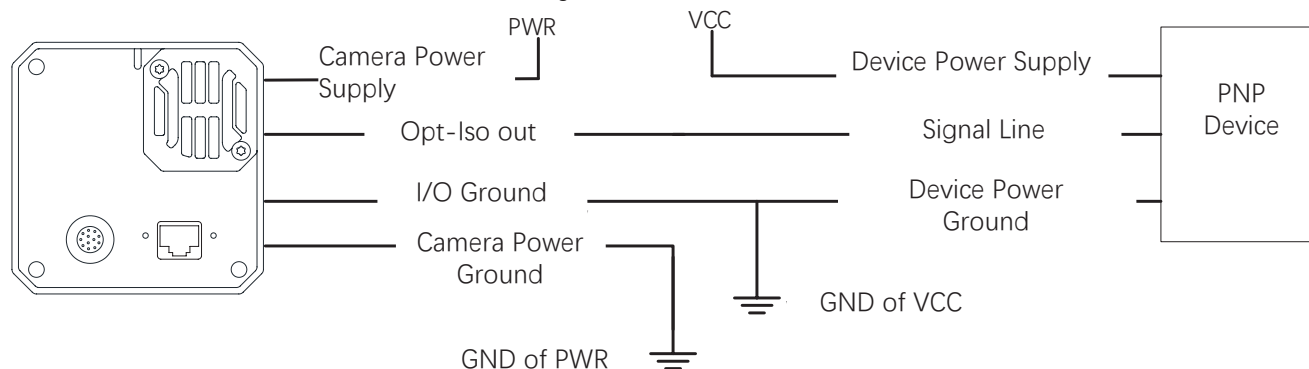 PWR
VCC
Camera Power
Supply
Device Power Supply
PNP
Device
Opt-Iso out
Signal Line
I/O Ground
Device Power
Ground
Camera Power
Ground
GND of VCC
GND of PWR